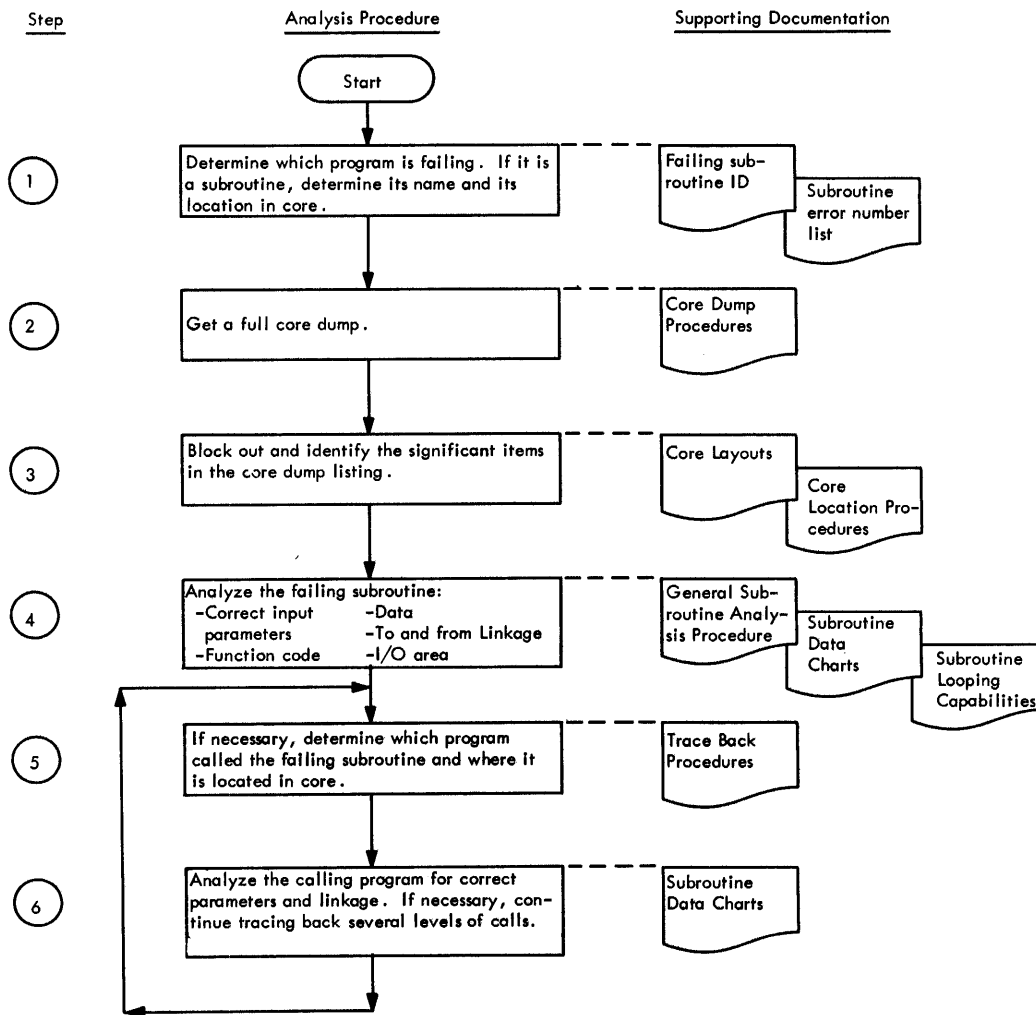 Step
Analysis Procedure
Supporting Documentation
Start
1
Determine which program is failing. If it is
a subroutine, determine its name and its
location in core.
Failing sub-
routine ID
Subroutine
error number
list
2
Get a full core dump.
Core Dump
Procedures
3
Block out and identify the significant items
in the core dump listing.
Core Layouts
Core
Location Pro-
cedures
4
Analyze the failing subroutine:
-Correct input
parameters
-Function code
-Data
-To and from Linkage
-I/O area
General Sub-
routine Analy-
sis Procedure
Subroutine
Data
Charts
Subroutine
Looping
Capabilities
5
If necessary, determine which program
called the failing subroutine and where it
is located in core.
Trace Back
Procedures
6
Analyze the calling program for correct
parameters and linkage. If necessary, con-
tinue tracing back several levels of calls.
Subroutine
Data Charts